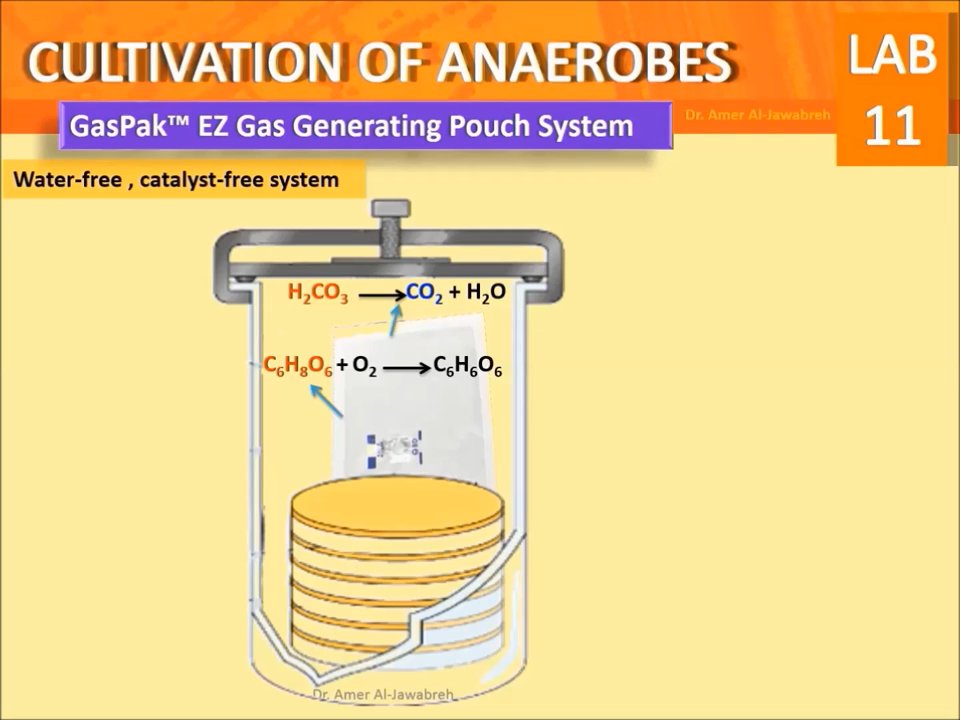 CULTIVATION OF ANAEROBES
LAB
11
GasPak™ EZ Gas Generating Pouch System
Dr. Amer Al-Jawabreh
Water-free , catalyst-free system
H₂CO₃ ⟶ CO₂ + H₂O
C₆H₈O₆ + O₂ ⟶ C₆H₆O₆
Dr. Amer Al-Jawabreh